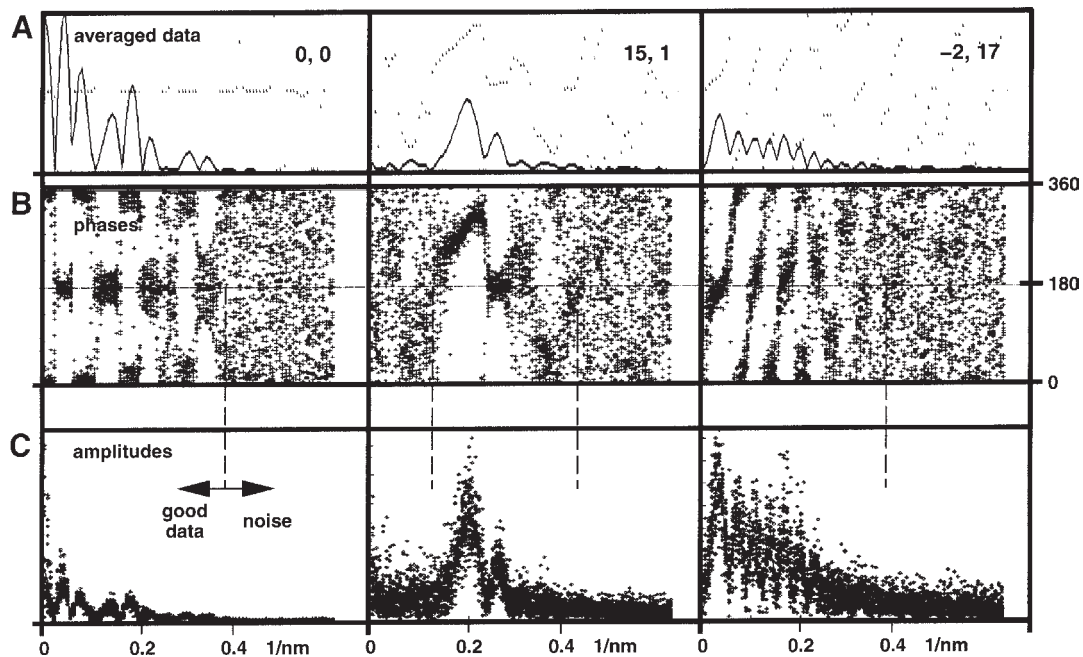 A
averaged data
0, 0
15, 1
−2, 17
B
phases
360
180
0
C
amplitudes
good
data
noise
0
0.2
0.4
1/nm
0
0.2
0.4
1/nm
0
0.2
0.4
1/nm